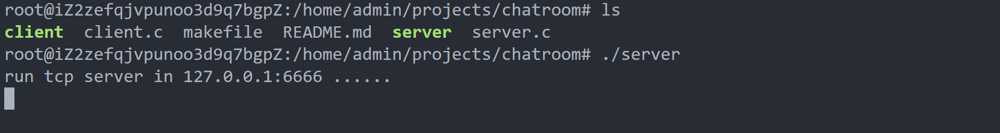 root@iZ2zefqjvpunoo3d9q7bgpZ:/home/admin/projects/chatroom# ls
client client.c makefile README.md server server.c
root@iZ2zefqjvpunoo3d9q7bgpZ:/home/admin/projects/chatroom# ./server
run tcp server in 127.0.0.1:6666 ......